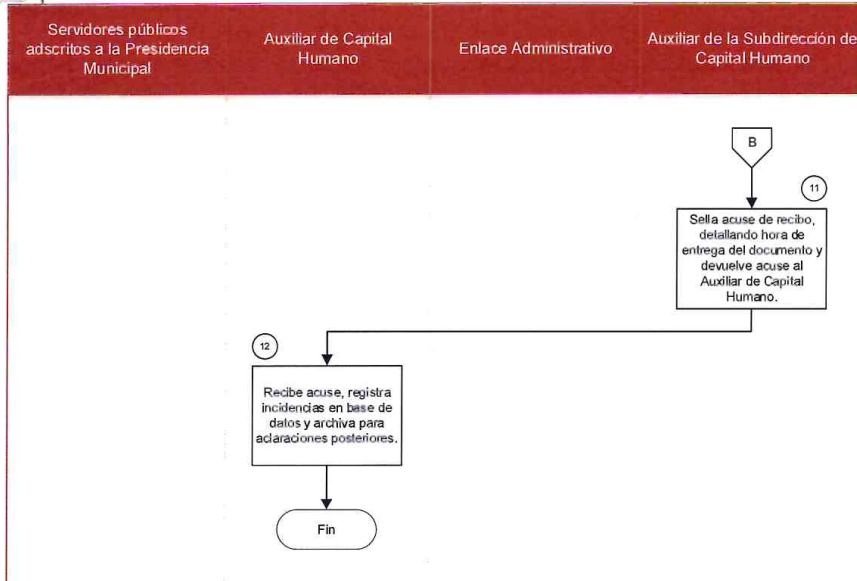 Servidores públicos
adscritos a la Presidencia
Municipal
Auxiliar de Capital
Humano
Enlace Administrativo
Auxiliar de la Subdirección de
Capital Humano
B
11
Sella acuse de recibo,
detallando hora de
entrega del documento y
devuelve acuse al
Auxiliar de Capital
Humano.
12
Recibe acuse, registra
incidencias en base de
datos y archiva para
aclaraciones posteriores.
Fin